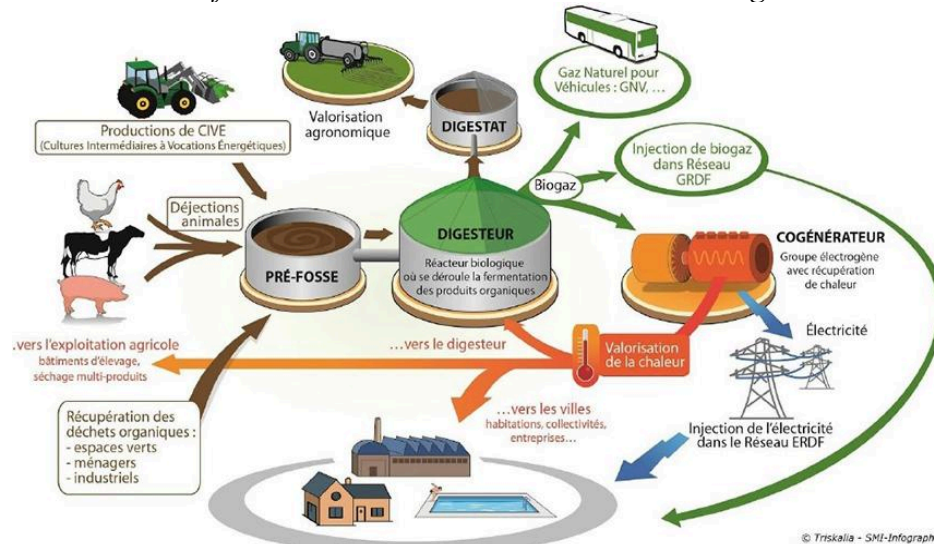 Productions de CIVE
(Cultures Intermédiaires à Vocations Énergétiques)
Valorisation
agronomique
DIGESTAT
Gaz Naturel pour
Véhicules : GNV, ...
Injection de biogaz
dans Réseau
GRDF
Biogaz
Déjections
animales
PRÉ-FOSSE
DIGESTEUR
Réacteur biologique
où se déroule la fermentation
des produits organiques
COGÉNÉRATEUR
Groupe électrogène
avec récupération
de chaleur
Électricité
...vers le digesteur
Valorisation
de la chaleur
..vers l'exploitation agricole
bâtiments d'élevage,
séchage multi-produits
...vers les villes
habitations, collectivités,
entreprises...
Injection de l'électricité
dans le Réseau ERDF
Récupération des
déchets organiques :
- espaces verts
- ménagers
- industriels
© Triskalia - SMI-Infograph